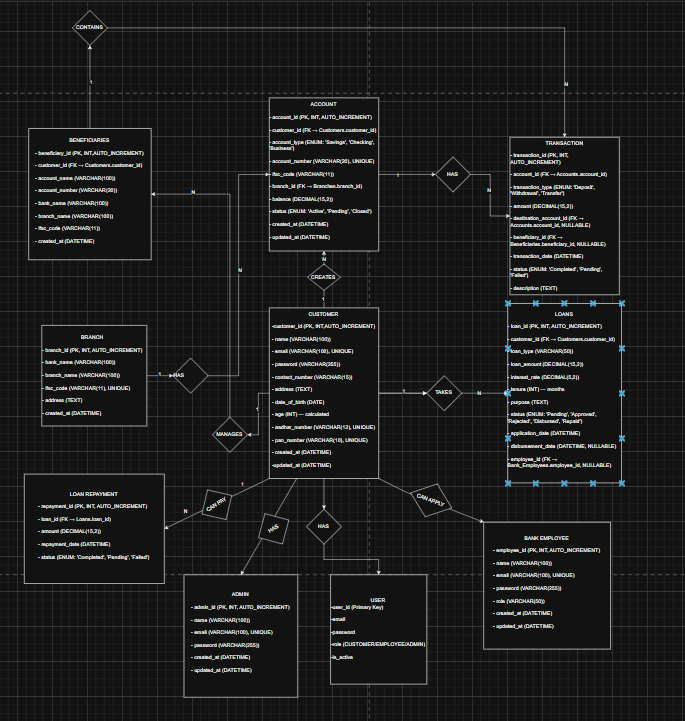 CONTAINS
1
N
BENEFICIARIES
- beneficiary_id (PK, INT,AUTO_INCREMENT)
- customer_id (FK → Customers.customer_id)
- account_name (VARCHAR(100))
- account_number (VARCHAR(20))
- bank_name (VARCHAR(100))
- branch_name (VARCHAR(100))
- ifsc_code (VARCHAR(11))
- created_at (DATETIME)
ACCOUNT
- account_id (PK, INT, AUTO_INCREMENT)
- customer_id (FK → Customers.customer_id)
- account_type (ENUM: 'Savings', 'Checking',
'Business')
- account_number (VARCHAR(20), UNIQUE)
- ifsc_code (VARCHAR(11))
- branch_id (FK → Branches.branch_id)
- balance (DECIMAL(15,2))
- status (ENUM: 'Active', 'Pending', 'Closed')
- created_at (DATETIME)
- updated_at (DATETIME)
1
HAS
N
TRANSACTION
- transaction_id (PK, INT,
AUTO_INCREMENT)
- account_id (FK → Accounts.account_id)
- transaction_type (ENUM: 'Deposit',
'Withdrawal', 'Transfer')
- amount (DECIMAL(15,2))
- destination_account_id (FK →
Accounts.account_id, NULLABLE)
- beneficiary_id (FK →
Beneficiaries.beneficiary_id, NULLABLE)
- transaction_date (DATETIME)
- status (ENUM: 'Completed', 'Pending',
'Failed')
- description (TEXT)
N
N
N
CREATES
1
BRANCH
- branch_id (PK, INT, AUTO_INCREMENT)
- bank_name (VARCHAR(100))
- branch_name (VARCHAR(100))
- ifsc_code (VARCHAR(11), UNIQUE)
- address (TEXT)
- created_at (DATETIME)
1
HAS
CUSTOMER
-customer_id (PK, INT,AUTO_INCREMENT)
- name (VARCHAR(100))
- email (VARCHAR(100), UNIQUE)
- password (VARCHAR(255))
- contact_number (VARCHAR(15))
- address (TEXT)
- date_of_birth (DATE)
- age (INT) — calculated
- aadhar_number (VARCHAR(12), UNIQUE)
- pan_number (VARCHAR(10), UNIQUE)
- created_at (DATETIME)
-updated_at (DATETIME)
1
MANAGES
1
TAKES
N
LOANS
- loan_id (PK, INT, AUTO_INCREMENT)
- customer_id (FK → Customers.customer_id)
- loan_type (VARCHAR(50))
- loan_amount (DECIMAL(15,2))
- interest_rate (DECIMAL(5,2))
- tenure (INT) — months
- purpose (TEXT)
- status (ENUM: 'Pending', 'Approved',
'Rejected', 'Disbursed', 'Repaid')
- application_date (DATETIME)
- disbursement_date (DATETIME, NULLABLE)
- employee_id (FK →
Bank_Employees.employee_id, NULLABLE)
LOAN REPAYMENT
- repayment_id (PK, INT, AUTO_INCREMENT)
- loan_id (FK → Loans.loan_id)
- amount (DECIMAL(15,2))
- repayment_date (DATETIME)
- status (ENUM: 'Completed', 'Pending', 'Failed')
N
CAN PAY
1
HAS
HAS
CAN APPLY
ADMIN
- admin_id (PK, INT, AUTO_INCREMENT)
- name (VARCHAR(100))
- email (VARCHAR(100), UNIQUE)
- password (VARCHAR(255))
- created_at (DATETIME)
- updated_at (DATETIME)
USER
-user_id (Primary Key)
-email
-password
-role (CUSTOMER/EMPLOYEE/ADMIN)
-is_active
BANK EMPLOYEE
- employee_id (PK, INT, AUTO_INCREMENT)
- name (VARCHAR(100))
- email (VARCHAR(100), UNIQUE)
- password (VARCHAR(255))
- role (VARCHAR(50))
- created_at (DATETIME)
- updated_at (DATETIME)